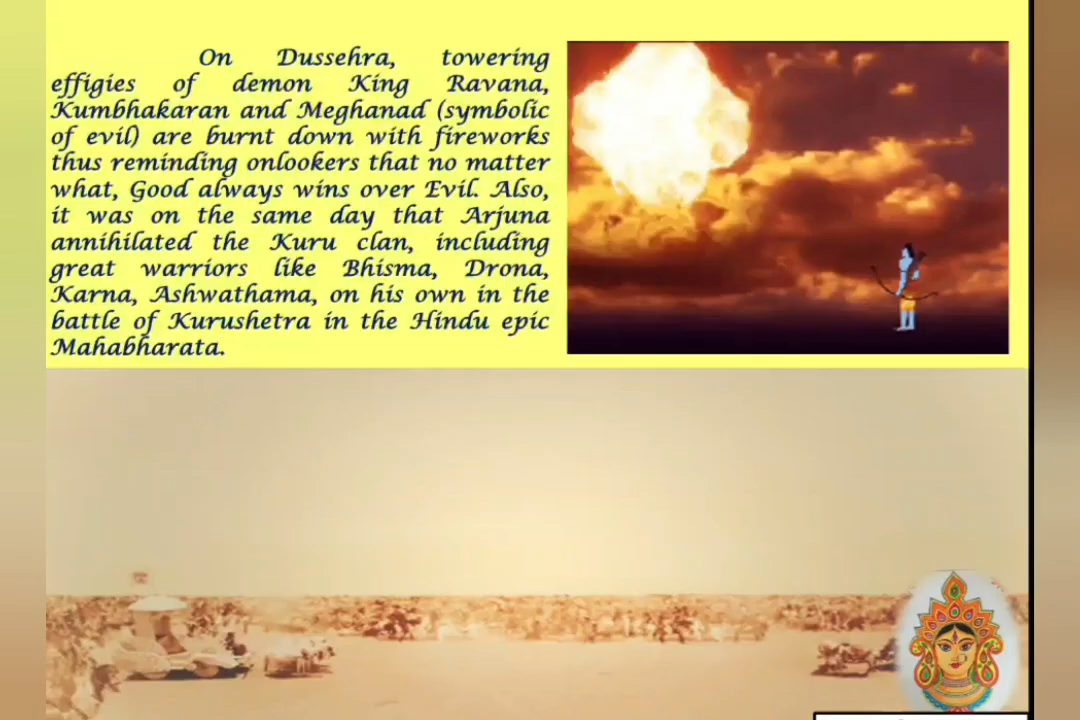 On Dussehra, towering
effigies of demon King Ravana,
Kumbhakaran and Meghanad (symbolic
of evil) are burnt down with fireworks
thus reminding onlookers that no matter
what, Good always wins over Evil. Also,
it was on the same day that Arjuna
annihilated the Kuru clan, including
great warriors like Bhisma, Drona,
Karna, Ashwathama, on his own in the
battle of Kurushetra in the Hindu epic
Mahabharata.